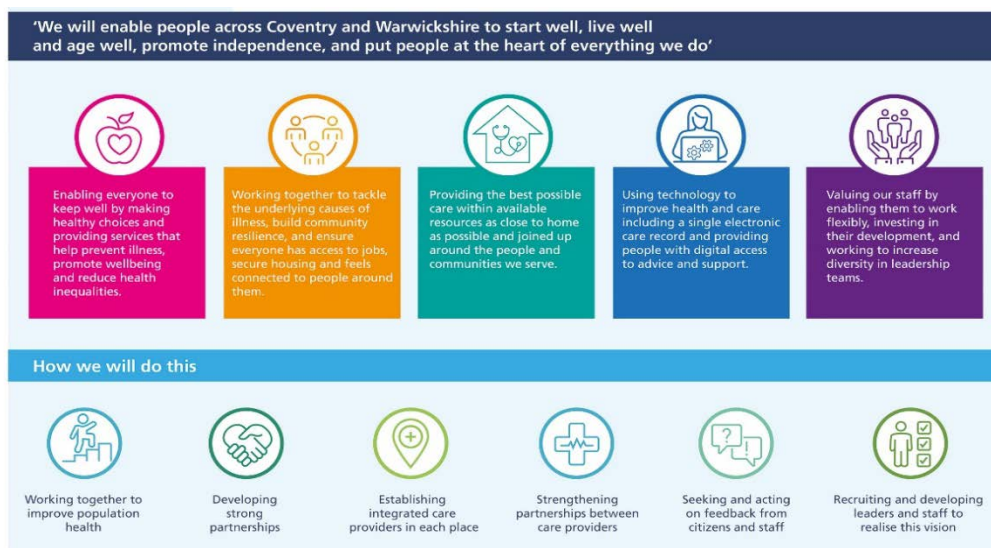 ‘We will enable people across Coventry and Warwickshire to start well, live well
and age well, promote independence, and put people at the heart of everything we do’
Enabling everyone to
keep well by making
healthy choices and
providing services that
help prevent illness,
promote wellbeing
and reduce health
inequalities.
Working together to tackle
the underlying causes of
illness, build community
resilience, and ensure
everyone has access to jobs,
secure housing and feels
connected to people around
them.
Providing the best possible
care within available
resources as close to home
as possible and joined up
around the people and
communities we serve.
Using technology to
improve health and care
including a single electronic
care record and providing
people with digital access
to advice and support.
Valuing our staff by
enabling them to work
flexibly, investing in
their development, and
working to increase
diversity in leadership
teams.
How we will do this
Working together to
improve population
health
Developing
strong
partnerships
Establishing
integrated care
providers in each place
Strengthening
partnerships between
care providers
Seeking and acting
on feedback from
citizens and staff
Recruiting and developing
leaders and staff to
realise this vision